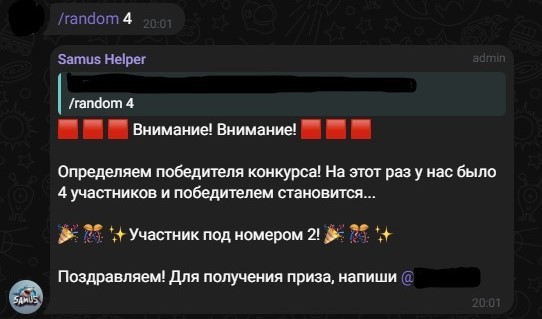 /random 4 20:01
Samus Helper admin
/random 4
🟥 🟥 🟥 Внимание! Внимание! 🟥 🟥 🟥
Определяем победителя конкурса! На этот раз у нас было
4 участников и победителем становится...
🎉 🎊 ✨ Участник под номером 2! 🎉 🎊 ✨
Поздравляем! Для получения приза, напиши @
SAMUS 20:01